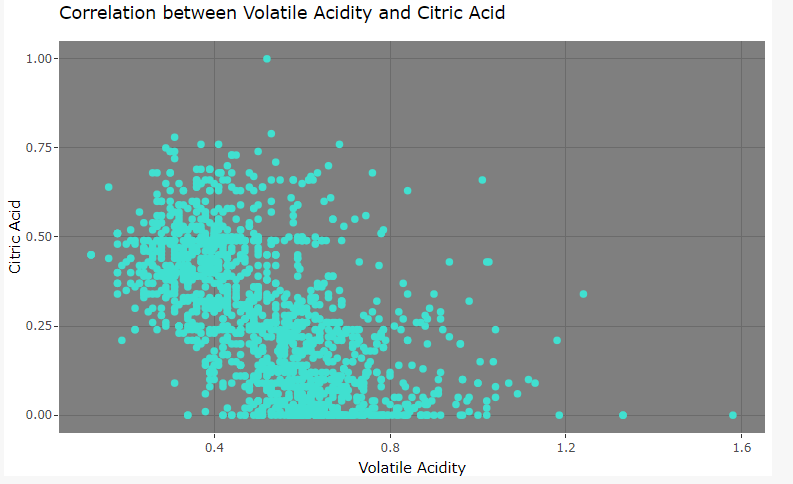 Correlation between Volatile Acidity and Citric Acid
1.00
0.75
0.50
0.25
0.00
Citric Acid
0.4 0.8 1.2 1.6
Volatile Acidity